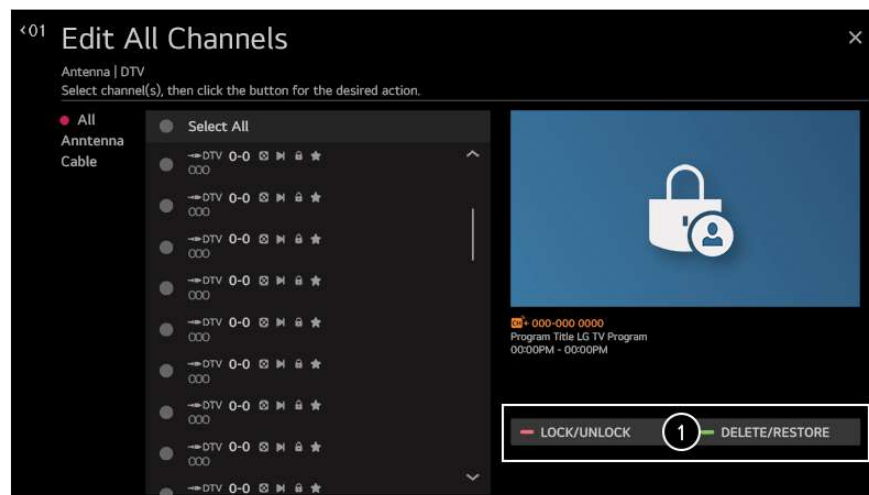 <01
Edit All Channels
Antenna | DTV
Select channel(s), then click the button for the desired action.
All
Anntenna
Cable
Select All
DTV 0-0
000
DTV 0-0
000
DTV 0-0
000
DTV 0-0
000
DTV 0-0
000
DTV 0-0
000
DTV 0-0
000
DTV 0-0
000
DTV 0-0
CH+ 000-000 0000
Program Title LG TV Program
00:00PM - 00:00PM
LOCK/UNLOCK
1
DELETE/RESTORE